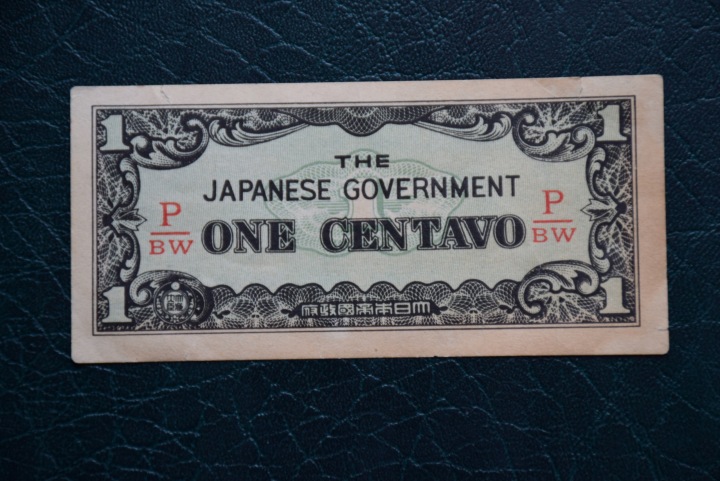 1 1
THE
JAPANESE GOVERNMENT
P/BW ONE CENTAVO P/BW
1 府政國帝本日大 1